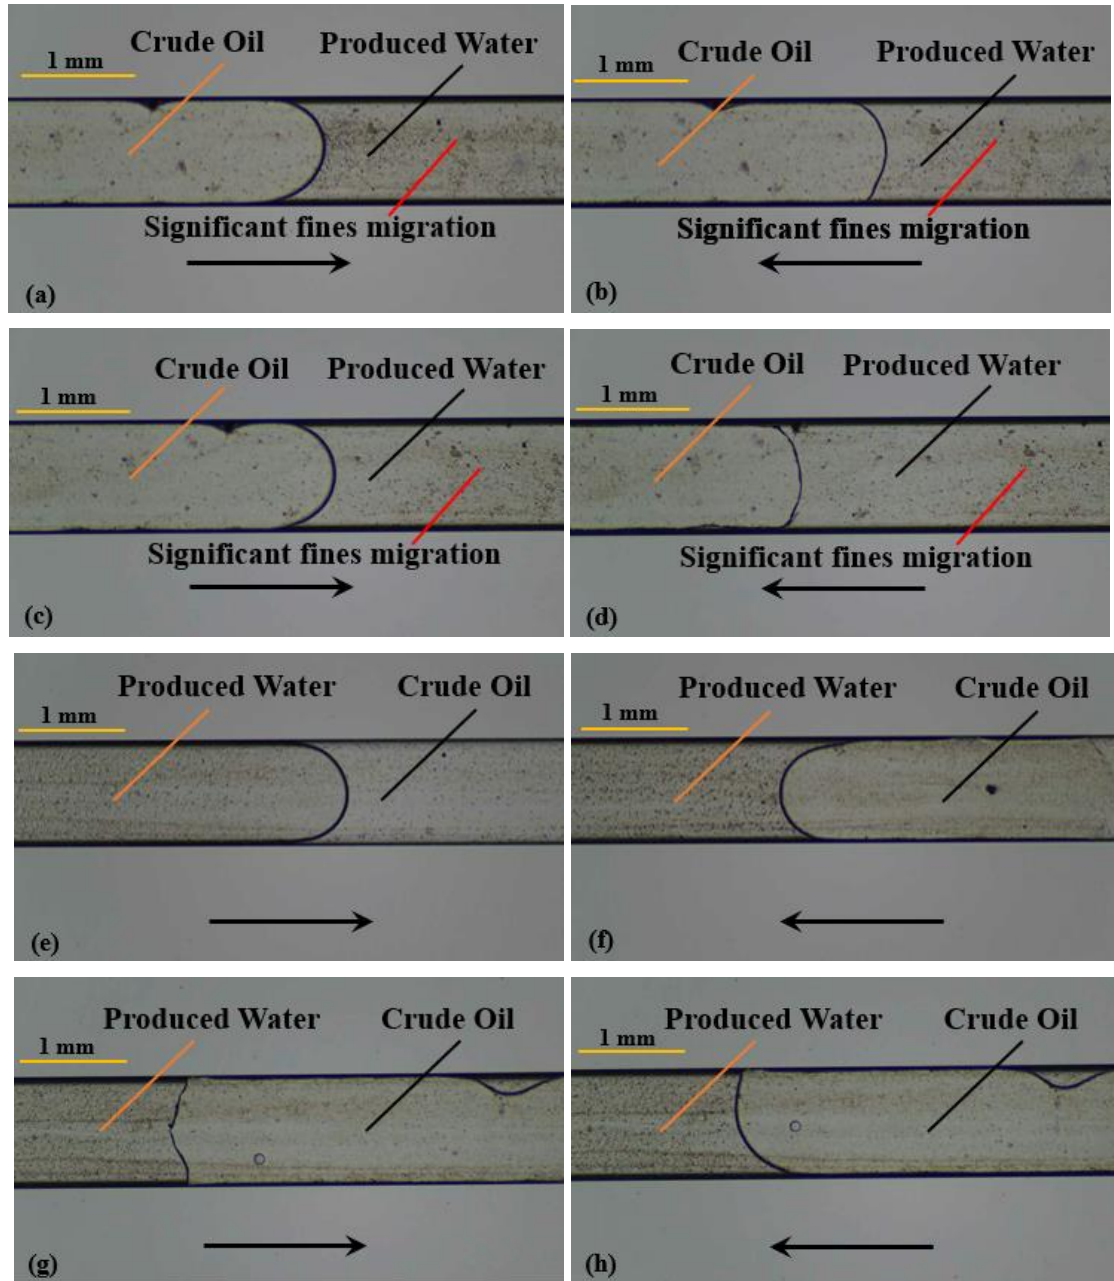 Crude Oil
Produced Water
1 mm
Significant fines migration
(a)
Crude Oil
Produced Water
1 mm
Significant fines migration
(b)
Crude Oil
Produced Water
1 mm
Significant fines migration
(c)
Crude Oil
Produced Water
1 mm
Significant fines migration
(d)
Produced Water
Crude Oil
1 mm
(e)
Produced Water
Crude Oil
1 mm
(f)
Produced Water
Crude Oil
1 mm
(g)
Produced Water
Crude Oil
1 mm
(h)